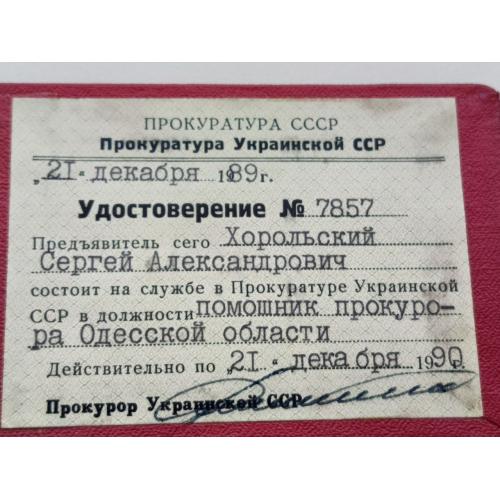 ПРОКУРАТУРА СССР
Прокуратура Украинской ССР
„21" декабря 1989 г.
Удостоверение № 7857
Предъявитель сего Хорольский
Сергей Александрович
состоит на службе в Прокуратуре Украинской
ССР в должности помошник прокуро-
ра Одесской области
Действительно по „21" декабря 1990
Прокурор Украинской ССР